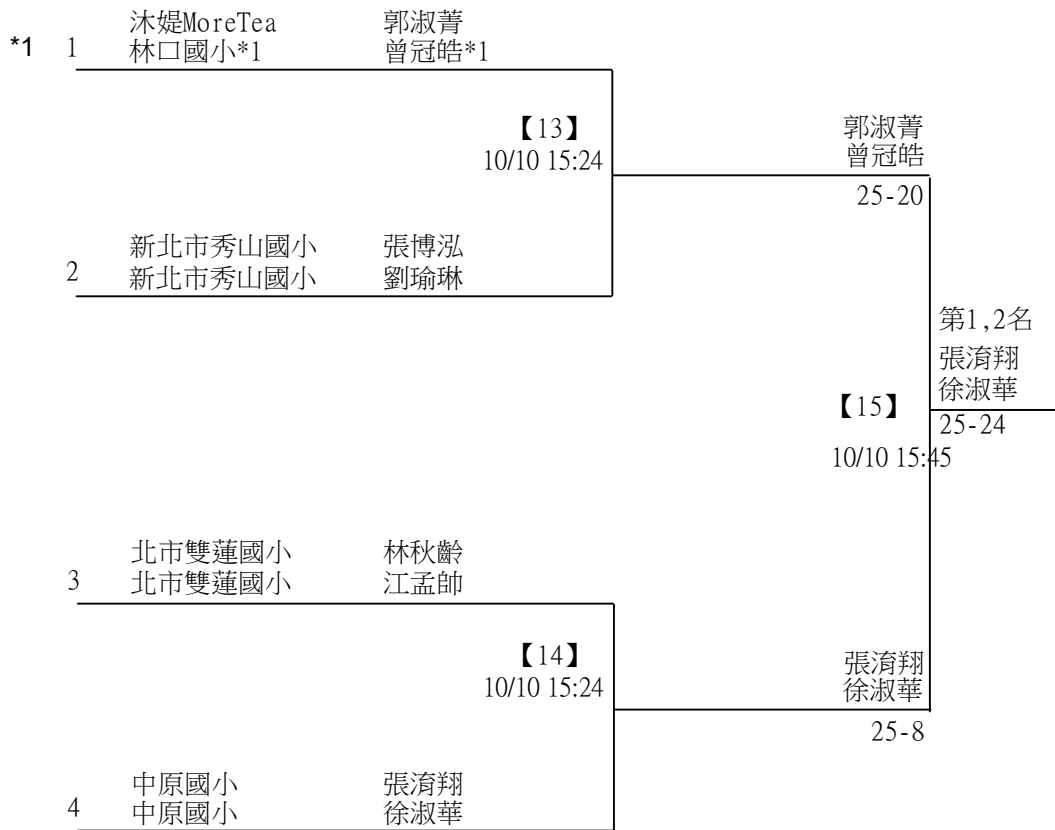 沐媞MoreTea 郭淑菁
*1 1 林口國小*1 曾冠皓*1
【13】 郭淑菁
10/10 15:24 曾冠皓
25-20
新北市秀山國小 張博泓
2 新北市秀山國小 劉瑜琳
第1,2名
張淯翔
徐淑華
【15】
25-24
10/10 15:45
北市雙蓮國小 林秋齡
3 北市雙蓮國小 江孟帥
【14】 張淯翔
10/10 15:24 徐淑華
25-8
中原國小 張淯翔
4 中原國小 徐淑華